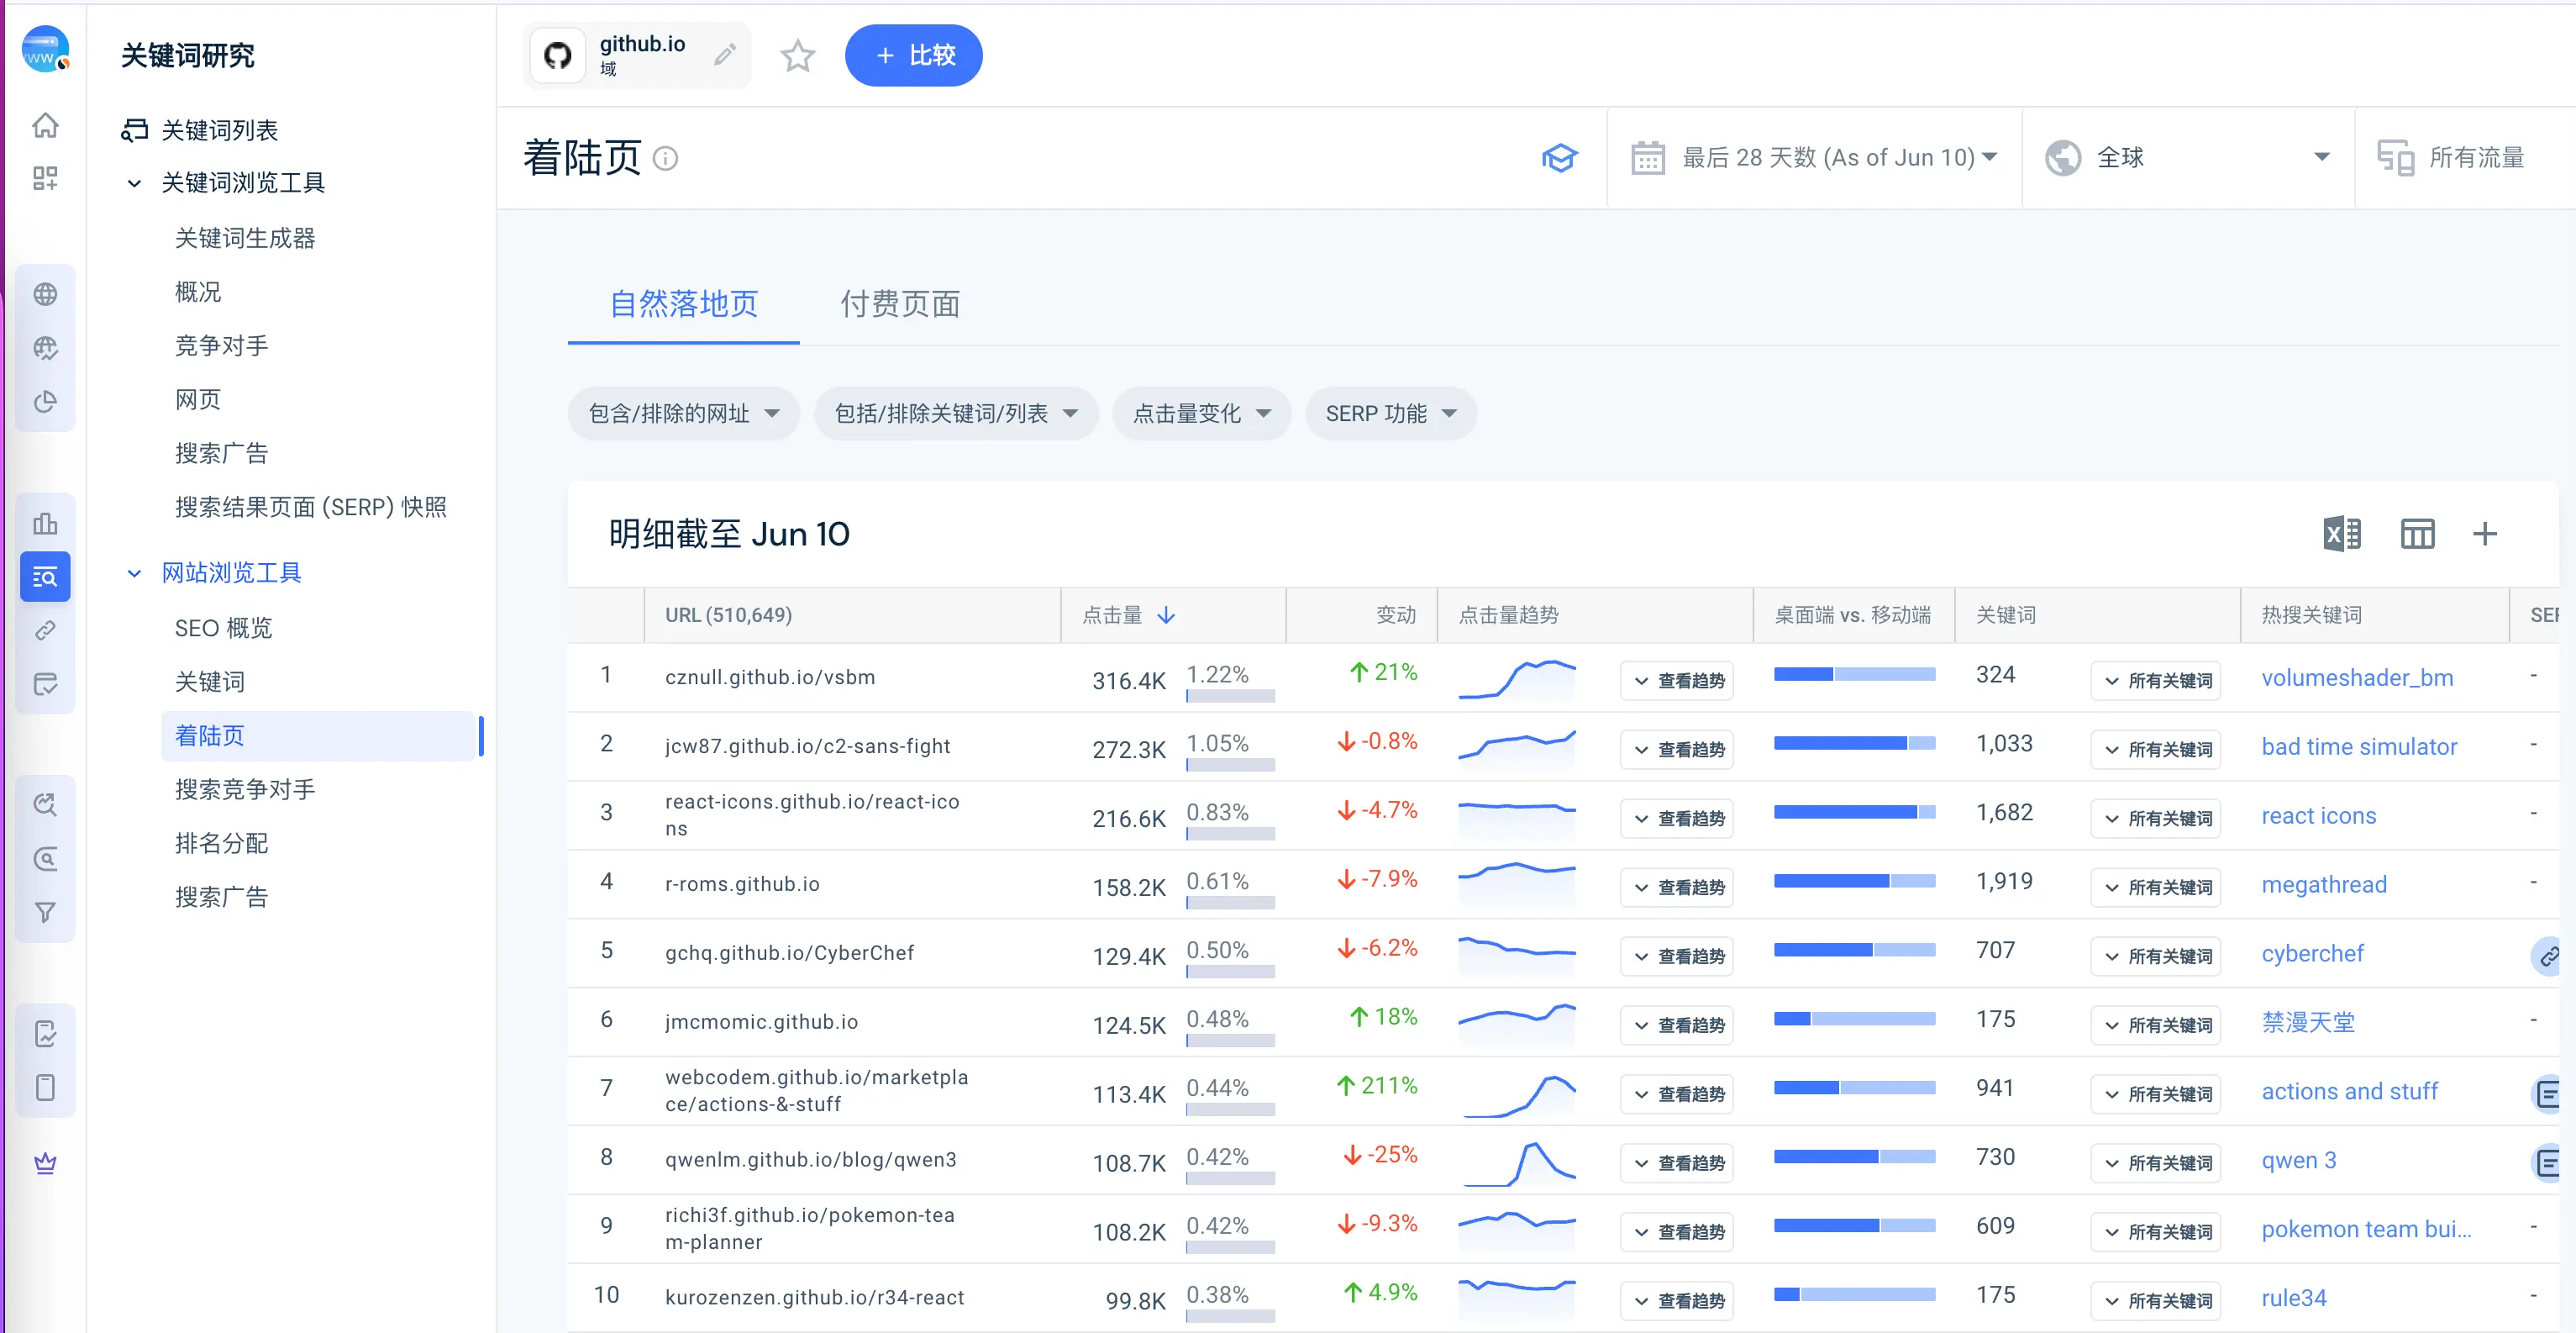 www
关键词研究
关键词列表
关键词浏览工具
关键词生成器
概况
竞争对手
网页
搜索广告
搜索结果页面 (SERP) 快照
网站浏览工具
SEO 概览
关键词
着陆页
搜索竞争对手
排名分配
搜索广告
github.io
域
+ 比较
着陆页
最后 28 天数 (As of Jun 10)
全球
所有流量
自然落地页
付费页面
包含/排除的网址
包括/排除关键词/列表
点击量变化
SERP 功能
明细截至 Jun 10
URL (510,649) 点击量 变动 点击量趋势 桌面端 vs. 移动端 关键词 热搜关键词
1 cznull.github.io/vsbm 316.4K 1.22% 21% 查看趋势 324 所有关键词 volumeshader_bm -
2 jcw87.github.io/c2-sans-fight 272.3K 1.05% -0.8% 查看趋势 1,033 所有关键词 bad time simulator -
3 react-icons.github.io/react-ico
ns 216.6K 0.83% -4.7% 查看趋势 1,682 所有关键词 react icons -
4 r-roms.github.io 158.2K 0.61% -7.9% 查看趋势 1,919 所有关键词 megathread -
5 gchq.github.io/CyberChef 129.4K 0.50% -6.2% 查看趋势 707 所有关键词 cyberchef
6 jmcmomic.github.io 124.5K 0.48% 18% 查看趋势 175 所有关键词 禁漫天堂 -
7 webcodem.github.io/marketpla
ce/actions-&-stuff 113.4K 0.44% 211% 查看趋势 941 所有关键词 actions and stuff
8 qwenlm.github.io/blog/qwen3 108.7K 0.42% -25% 查看趋势 730 所有关键词 qwen 3
9 richi3f.github.io/pokemon-tea
m-planner 108.2K 0.42% -9.3% 查看趋势 609 所有关键词 pokemon team bui... -
10 kurozenzen.github.io/r34-react 99.8K 0.38% 4.9% 查看趋势 175 所有关键词 rule34 -